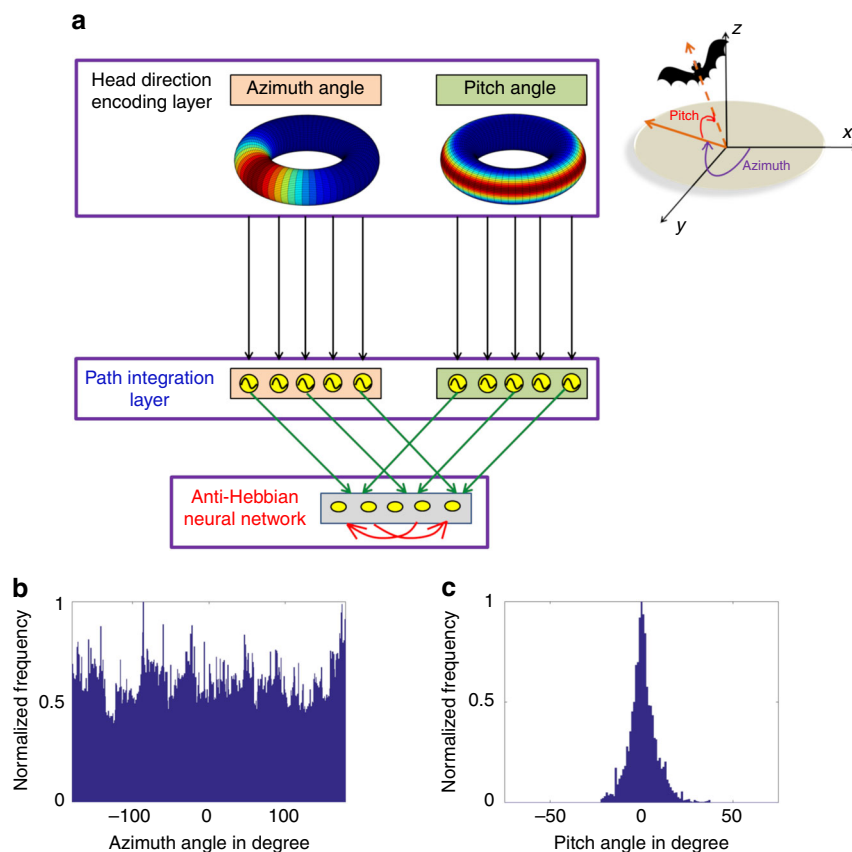 a
Head direction
encoding layer
Azimuth angle
Pitch angle
z
Pitch
x
Azimuth
y
Path integration
layer
Anti-Hebbian
neural network
b
Normalized frequency
1
0.5
0
–100
0
100
Azimuth angle in degree
c
Normalized frequency
1
0.5
0
–50
0
50
Pitch angle in degree